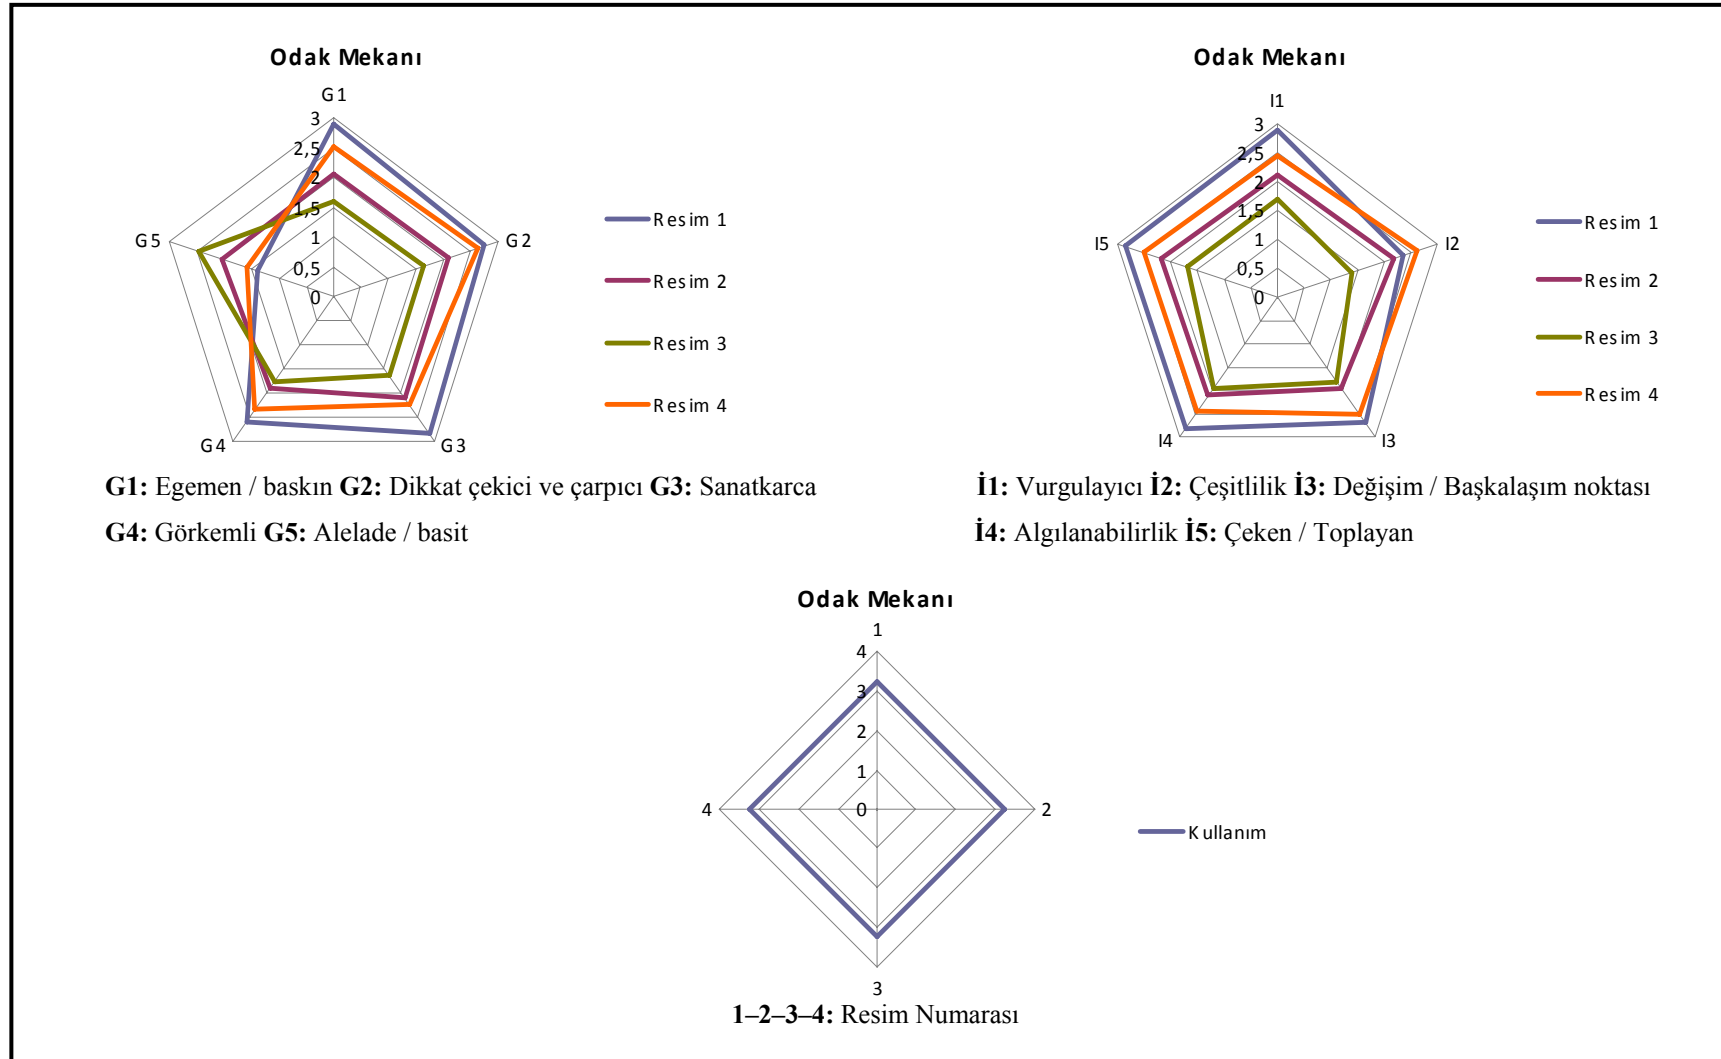 Odak Mekanı
G1
3
2,5
2
1,5
1
0,5
0
G2
G3
G4
G5
Resim 1
Resim 2
Resim 3
Resim 4
G1: Egemen / baskın G2: Dikkat çekici ve çarpıcı G3: Sanatkarca
G4: Görkemli G5: Alelade / basit
Odak Mekanı
I1
3
2,5
2
1,5
1
0,5
0
I2
I3
I4
I5
Resim 1
Resim 2
Resim 3
Resim 4
İ1: Vurgulayıcı İ2: Çeşitlilik İ3: Değişim / Başkalaşım noktası
İ4: Algılanabilirlik İ5: Çeken / Toplayan
Odak Mekanı
1
4
3
2
1
0
2
3
4
Kullanım
1–2–3–4: Resim Numarası